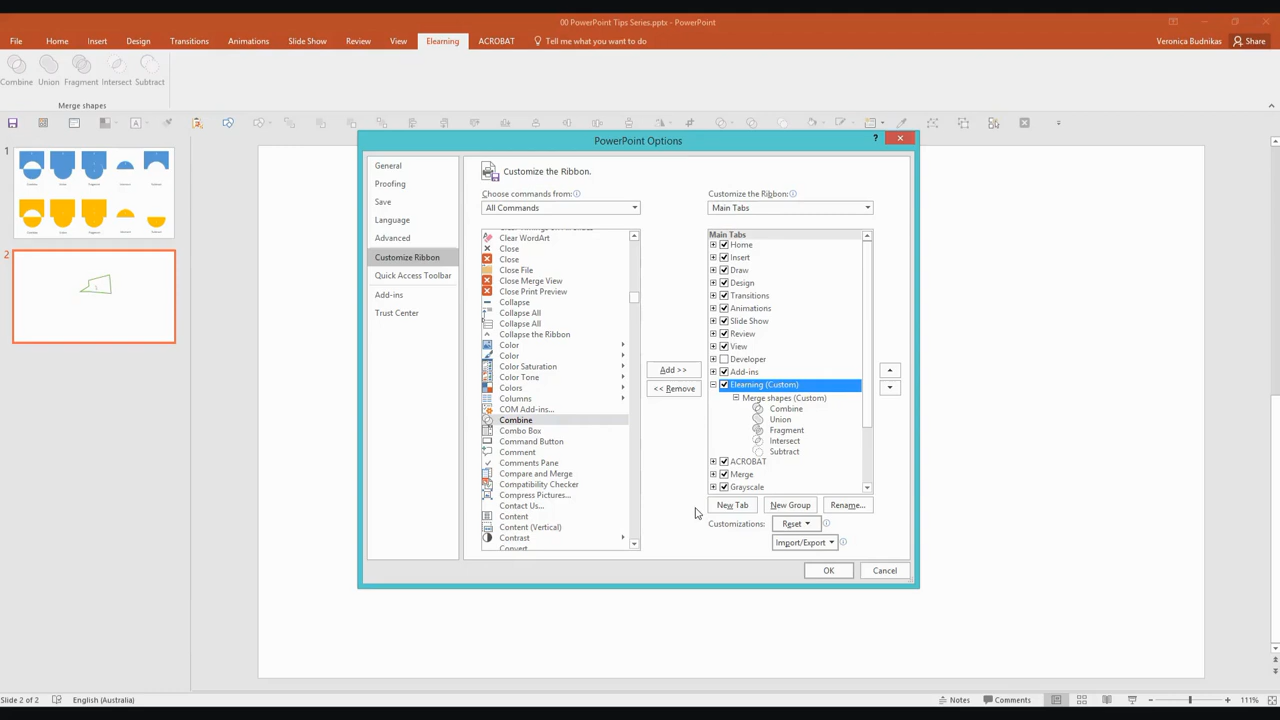 00 PowerPoint Tips Series.pptx - PowerPoint
File Home Insert Design Transitions Animations Slide Show Review View Elearning ACROBAT Tell me what you want to do Veronica Budnikas Share
Combine Union Fragment Intersect Subtract
Merge shapes
PowerPoint Options
?
1
2
General
Proofing
Save
Language
Advanced
Customize Ribbon
Quick Access Toolbar
Add-ins
Trust Center
Customize the Ribbon.
Choose commands from:
All Commands
Clear WordArt
Close
Close
Close File
Close Merge View
Close Print Preview
Collapse
Collapse All
Collapse All
Collapse the Ribbon
Color
Color
Color Saturation
Color Tone
Colors
Columns
COM Add-ins...
Combine
Combo Box
Command Button
Comment
Comments Pane
Compare and Merge
Compatibility Checker
Compress Pictures...
Contact Us...
Content
Content (Vertical)
Contrast
Convert
Add >>
<< Remove
Customize the Ribbon:
Main Tabs
Main Tabs
Home
Insert
Draw
Design
Transitions
Animations
Slide Show
Review
View
Developer
Add-ins
Elearning (Custom)
Merge shapes (Custom)
Combine
Union
Fragment
Intersect
Subtract
ACROBAT
Merge
Grayscale
New Tab New Group Rename...
Customizations: Reset
Import/Export
OK Cancel
Slide 2 of 2 English (Australia) Notes Comments 111%